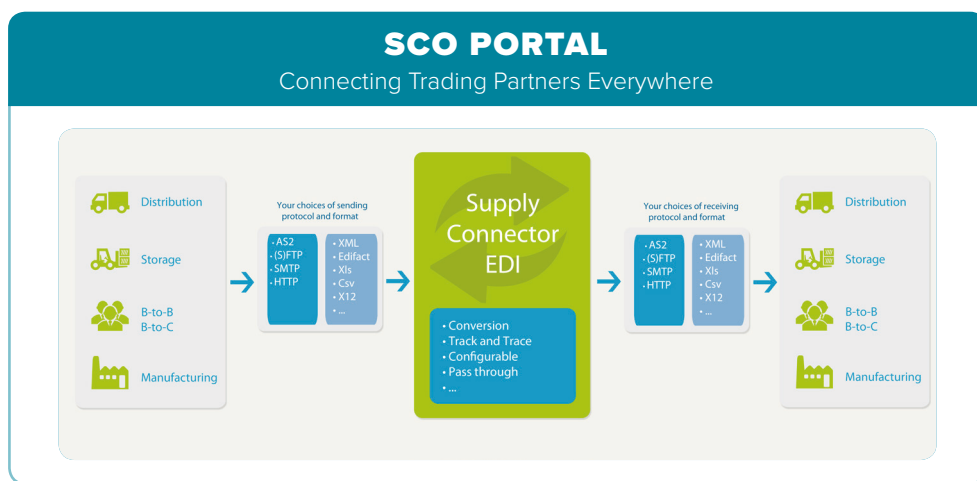 SCO PORTAL
Connecting Trading Partners Everywhere
Distribution
Storage
B-to-B
B-to-C
Manufacturing
Your choices of sending
protocol and format
• AS2
• (S)FTP
• SMTP
• HTTP
• XML
• Edifact
• Xls
• Csv
• X12
• ...
Supply
Connector
EDI
• Conversion
• Track and Trace
• Configurable
• Pass through
• ...
Your choices of receiving
protocol and format
• AS2
• (S)FTP
• SMTP
• HTTP
• XML
• Edifact
• Xls
• Csv
• X12
• ...
Distribution
Storage
B-to-B
B-to-C
Manufacturing